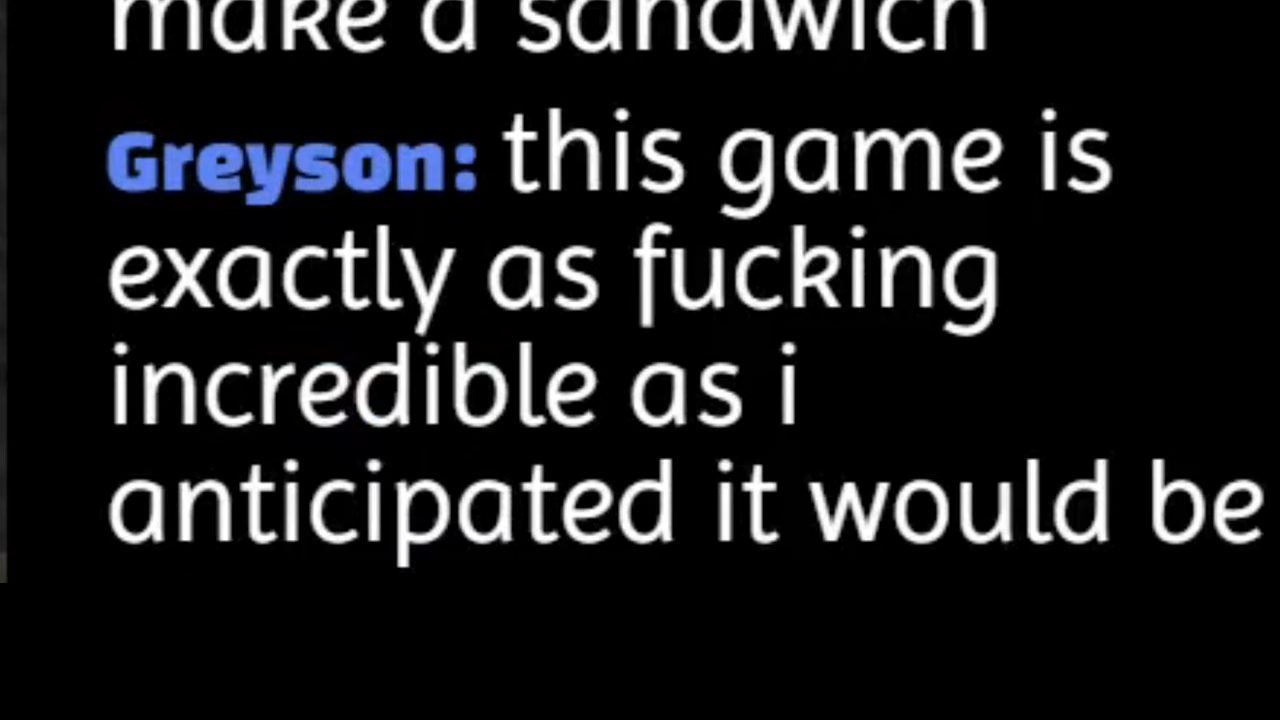 make a sandwich
Greyson: this game is
exactly as fucking
incredible as i
anticipated it would be